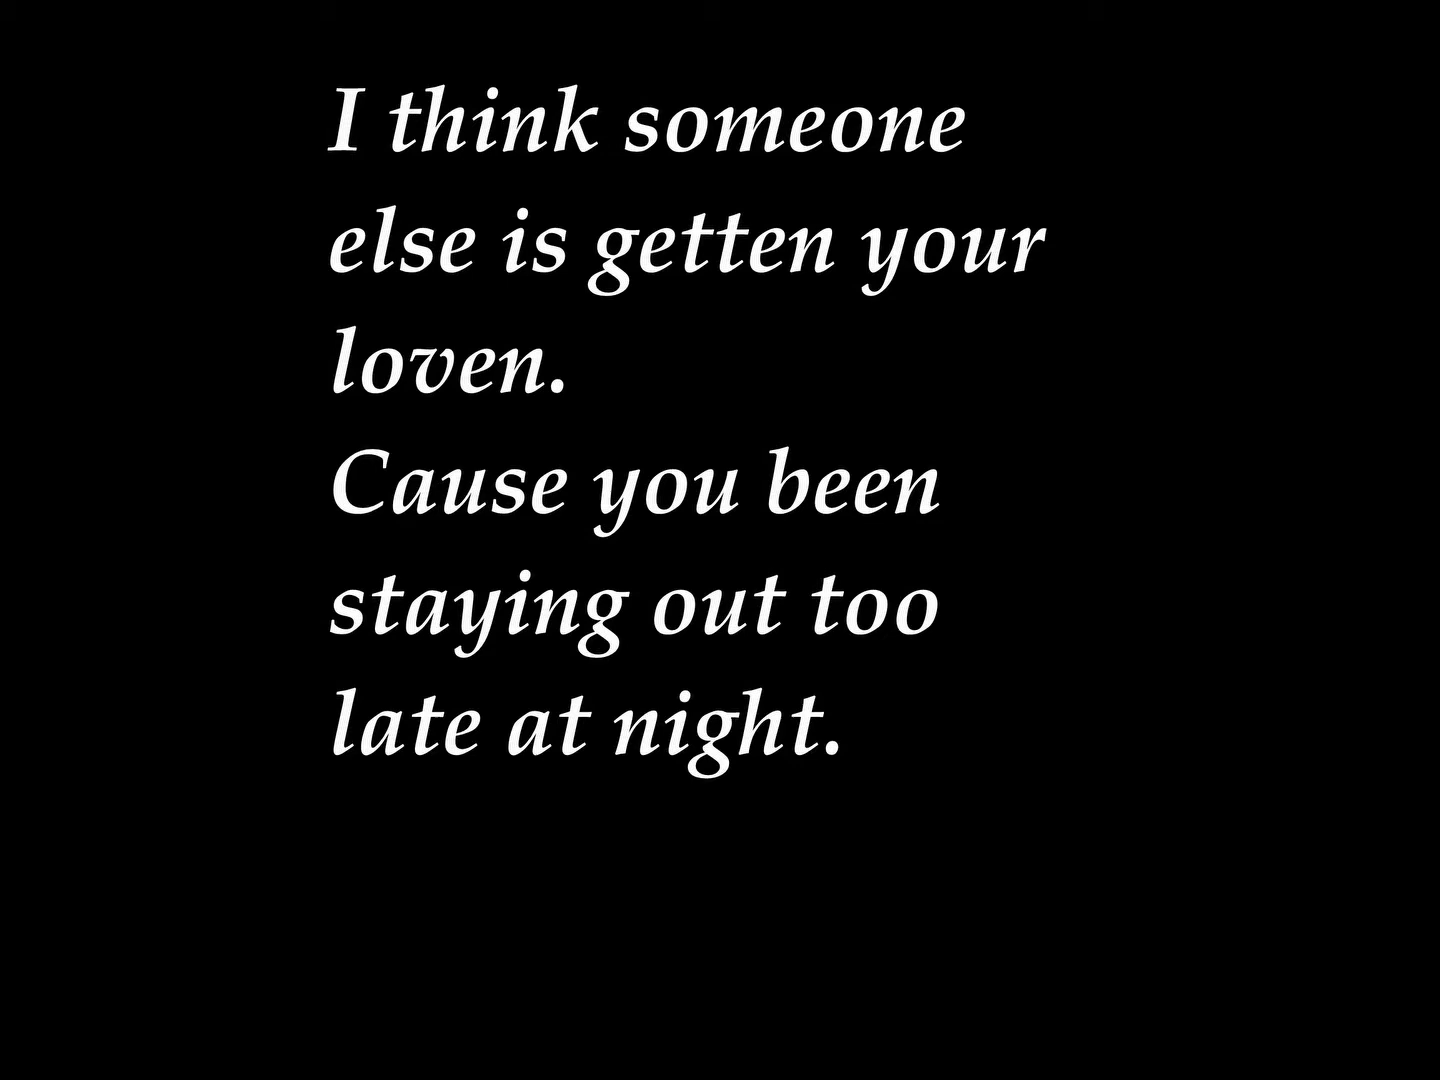 I think someone
else is getten your
loven.
Cause you been
staying out too
late at night.